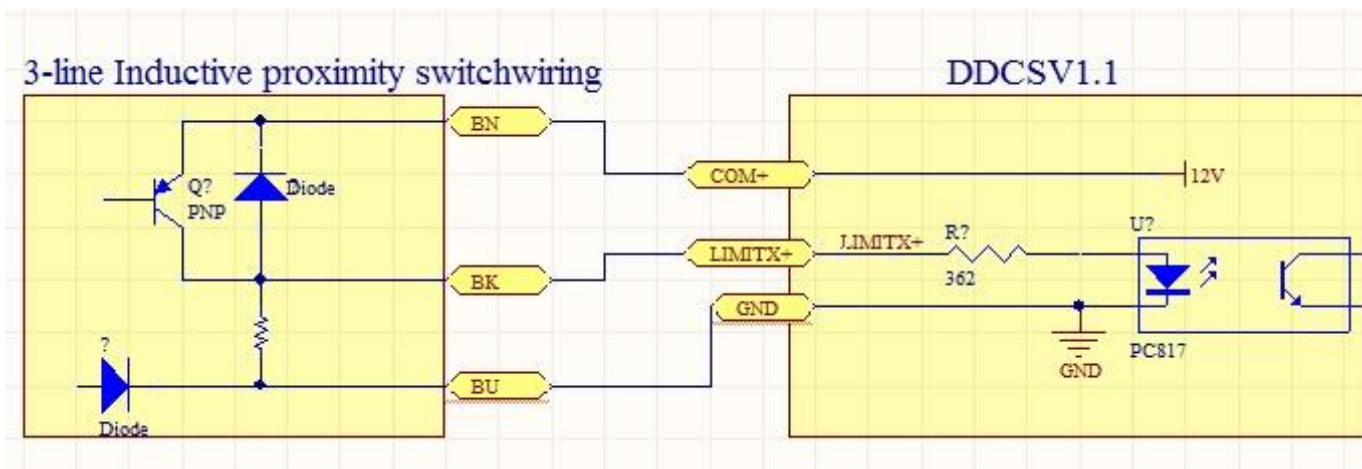 3-line Inductive proximity switchwiring
DDCSV1.1
BN
COM+
12V
Q?
PNP
Diode
LIMITX+
LIMITX+
R?
362
U?
BK
GND
GND
PC817
?
Diode
BU